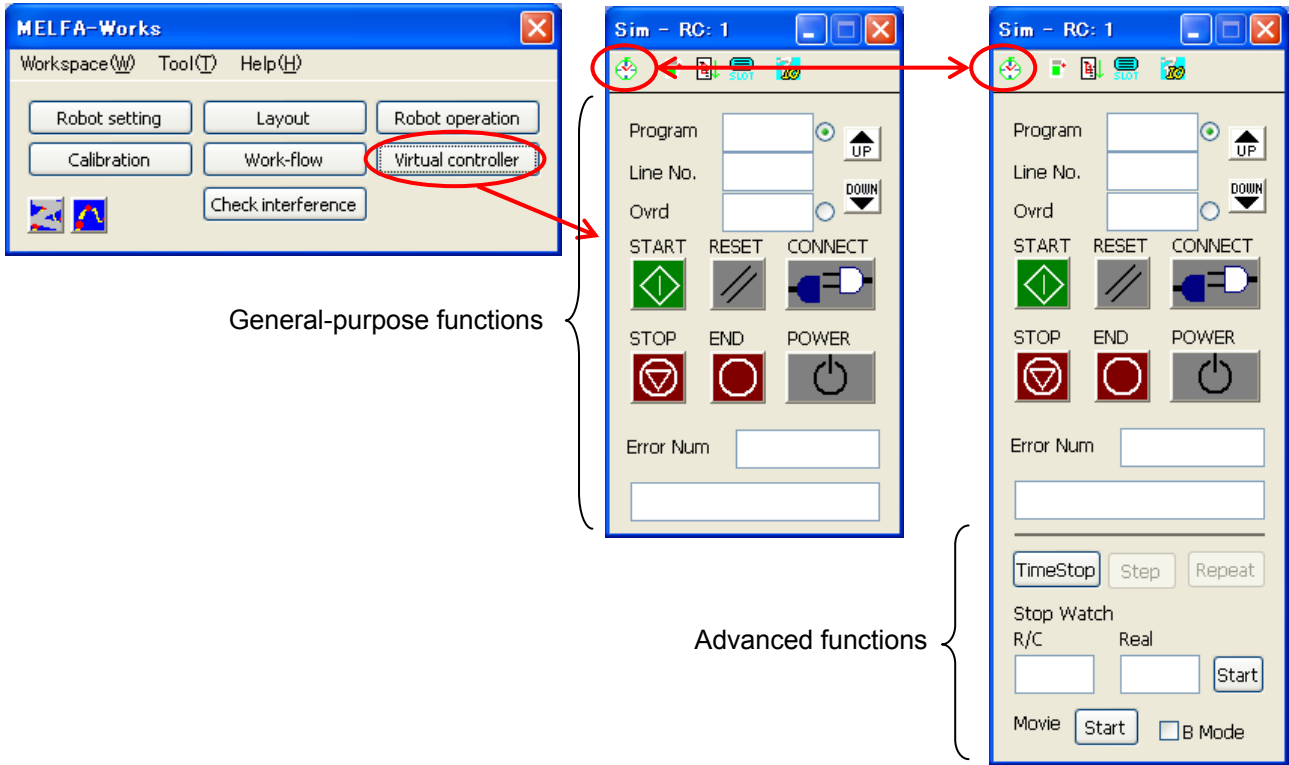 MELFA-Works
Workspace(W) Tool(T) Help(H)
Robot setting Layout Robot operation
Calibration Work-flow Virtual controller
Check interference
General-purpose functions
Sim - RC: 1
SLOT
Program
UP
Line No.
DOWN
Ovrd
START RESET CONNECT
STOP END POWER
Error Num
Sim - RC: 1
SLOT
Program
UP
Line No.
DOWN
Ovrd
START RESET CONNECT
STOP END POWER
Error Num
Advanced functions
TimeStop Step Repeat
Stop Watch
R/C Real
Start
Movie Start B Mode